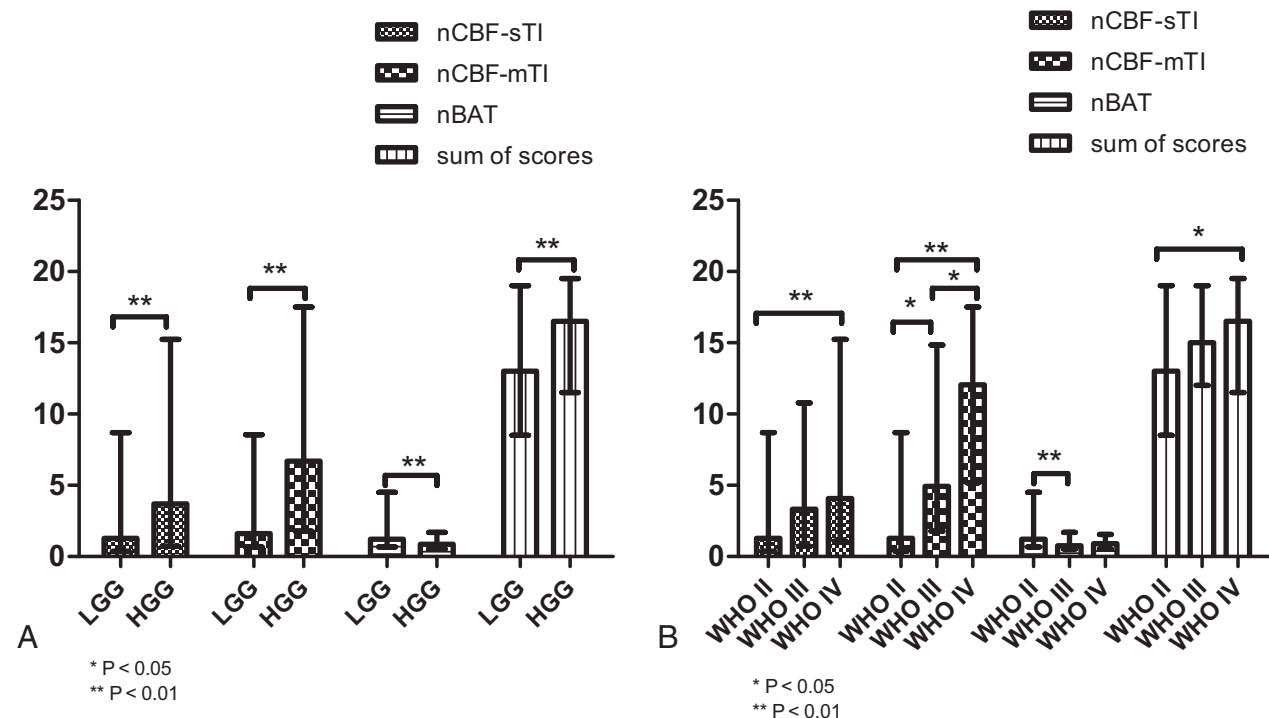 nCBF-sTI
nCBF-mTI
nBAT
sum of scores
25
20
15
10
5
0
**
**
**
**
LGG
HGG
LGG
HGG
LGG
HGG
LGG
HGG
A
* P < 0.05
** P < 0.01
nCBF-sTI
nCBF-mTI
nBAT
sum of scores
25
20
15
10
5
0
**
**
*
*
**
*
WHO II
WHO III
WHO IV
WHO II
WHO III
WHO IV
WHO II
WHO III
WHO IV
WHO II
WHO III
WHO IV
B
* P < 0.05
** P < 0.01